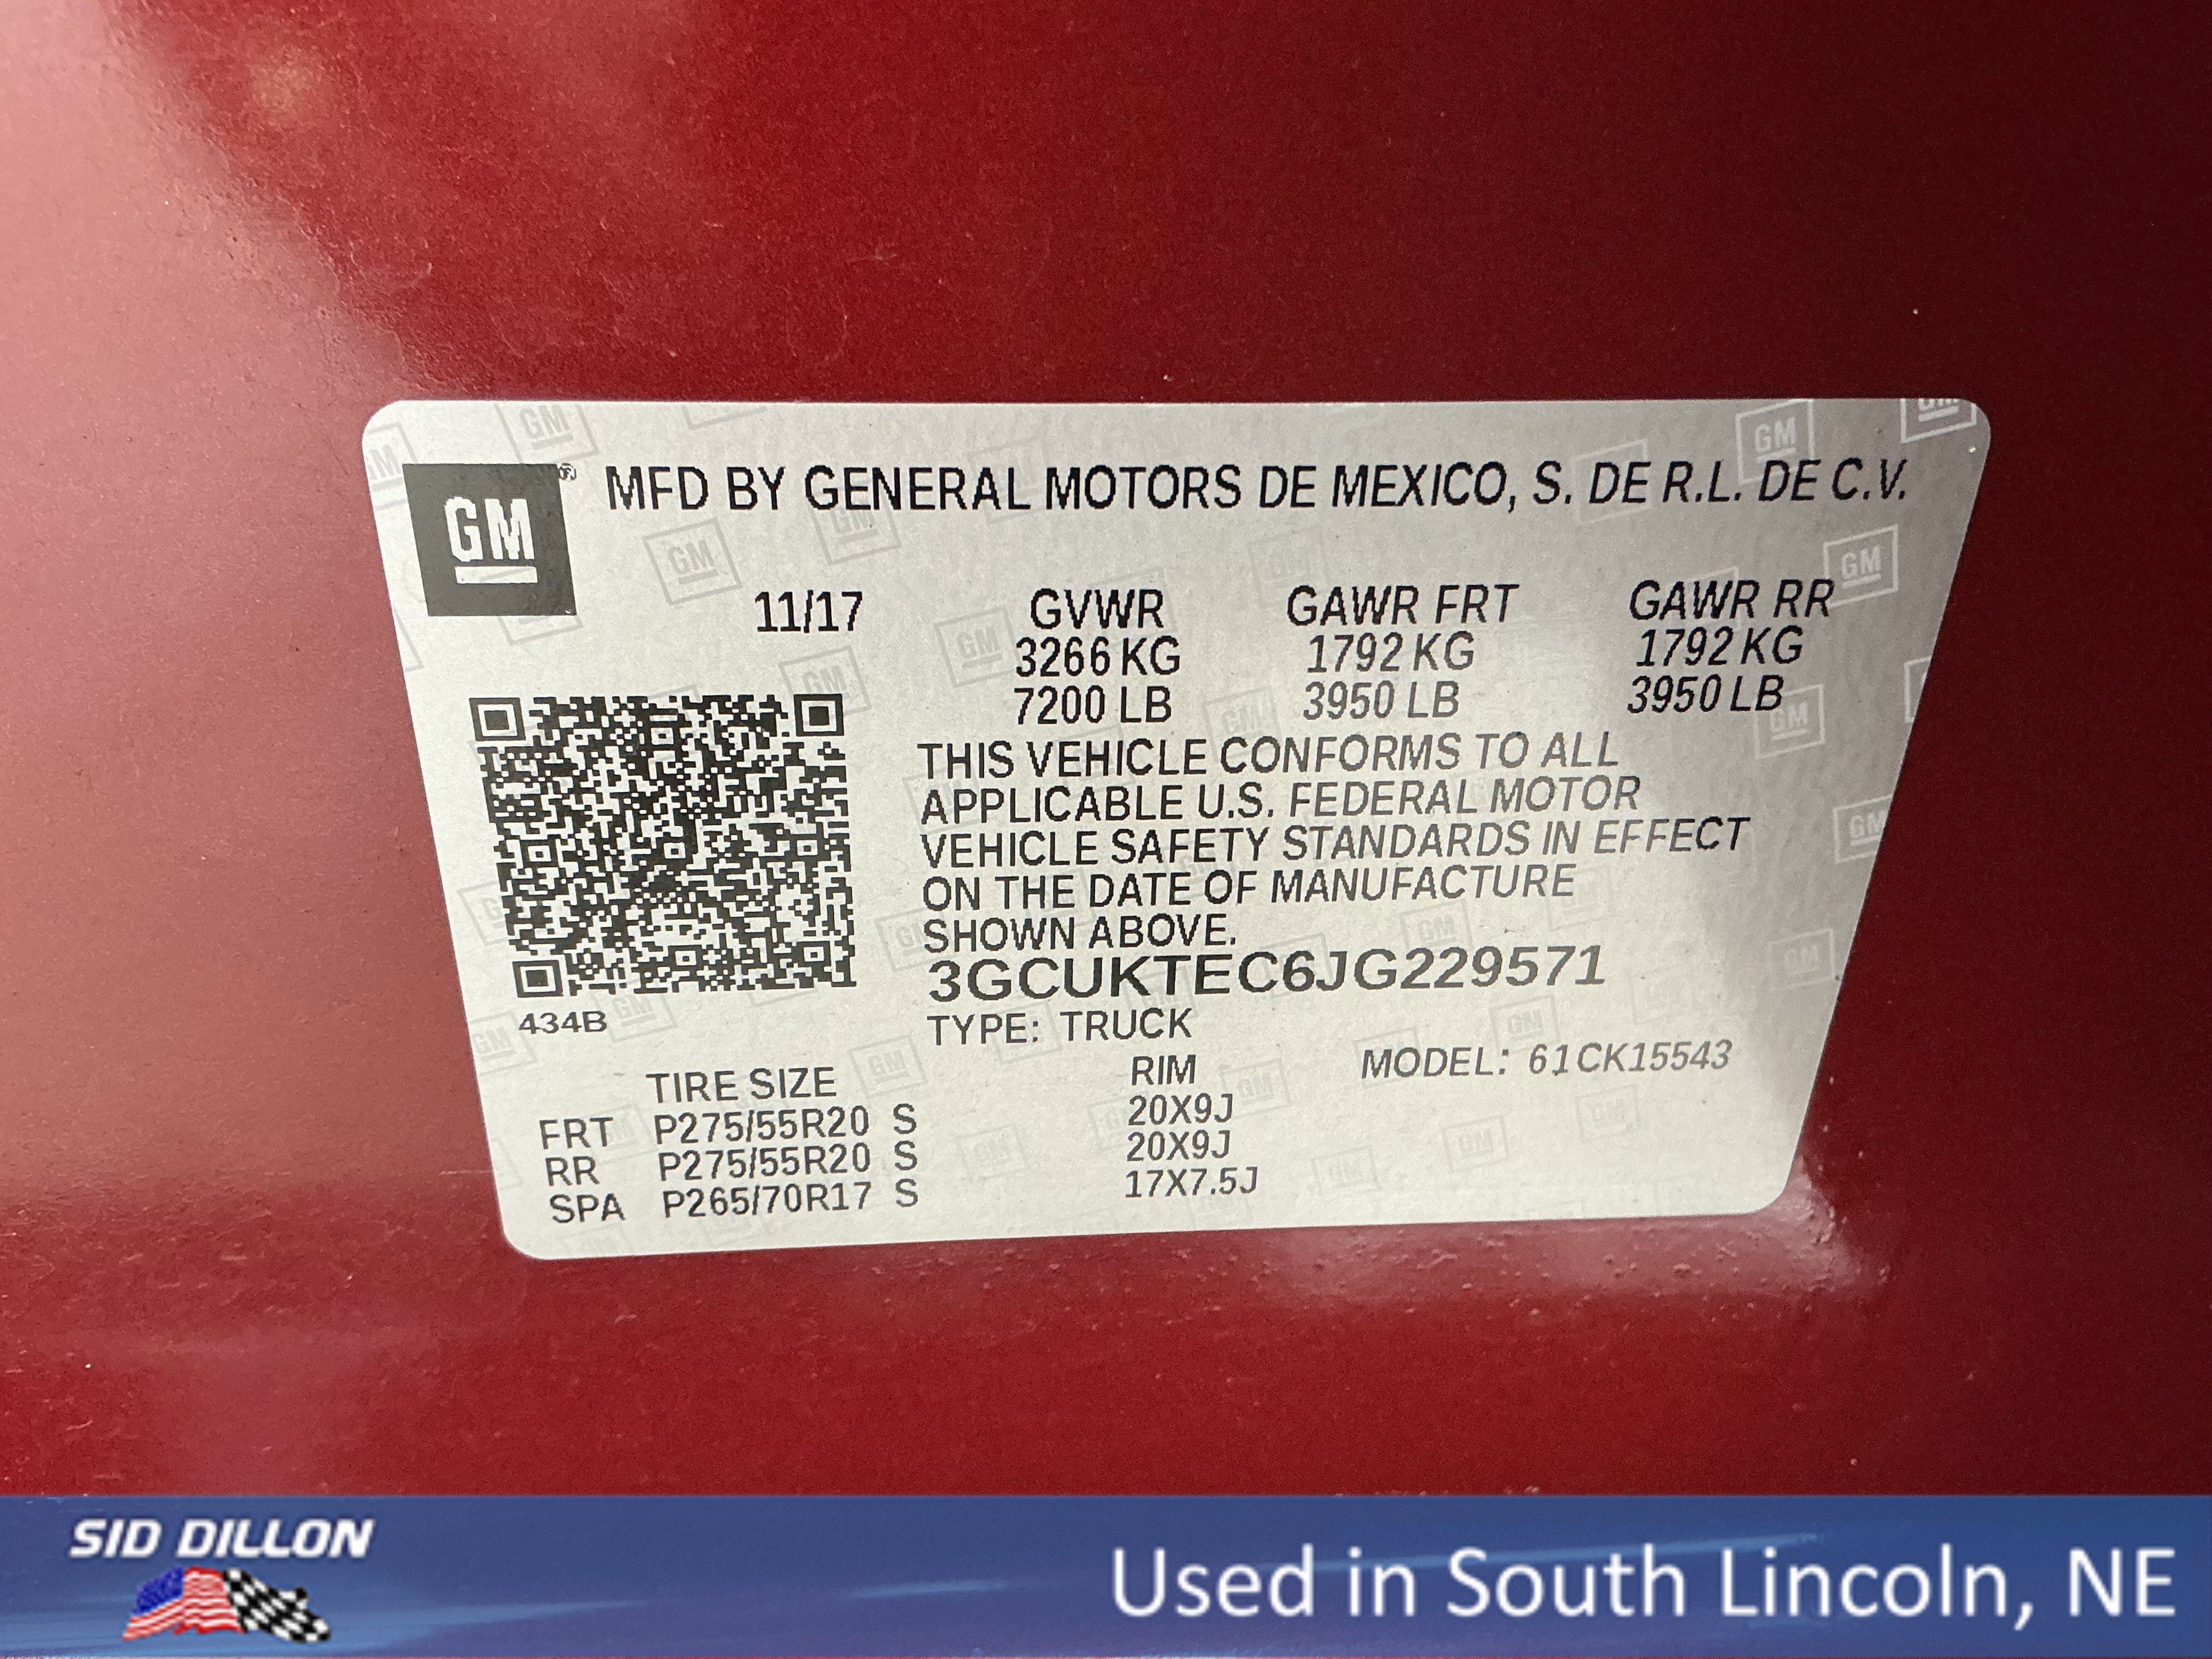 GM® MFD BY GENERAL MOTORS DE MEXICO, S. DE R.L. DE C.V.
11/17 GVWR GAWR FRT GAWR RR
3266 KG 1792 KG 1792 KG
7200 LB 3950 LB 3950 LB
THIS VEHICLE CONFORMS TO ALL
APPLICABLE U.S. FEDERAL MOTOR
VEHICLE SAFETY STANDARDS IN EFFECT
ON THE DATE OF MANUFACTURE
SHOWN ABOVE.
3GCUKTEC6JG229571
434B
TYPE: TRUCK
MODEL: 61CK15543
TIRE SIZE RIM
FRT P275/55R20 S 20X9J
RR P275/55R20 S 20X9J
SPA P265/70R17 S 17X7.5J
SID DILLON
Used in South Lincoln, NE